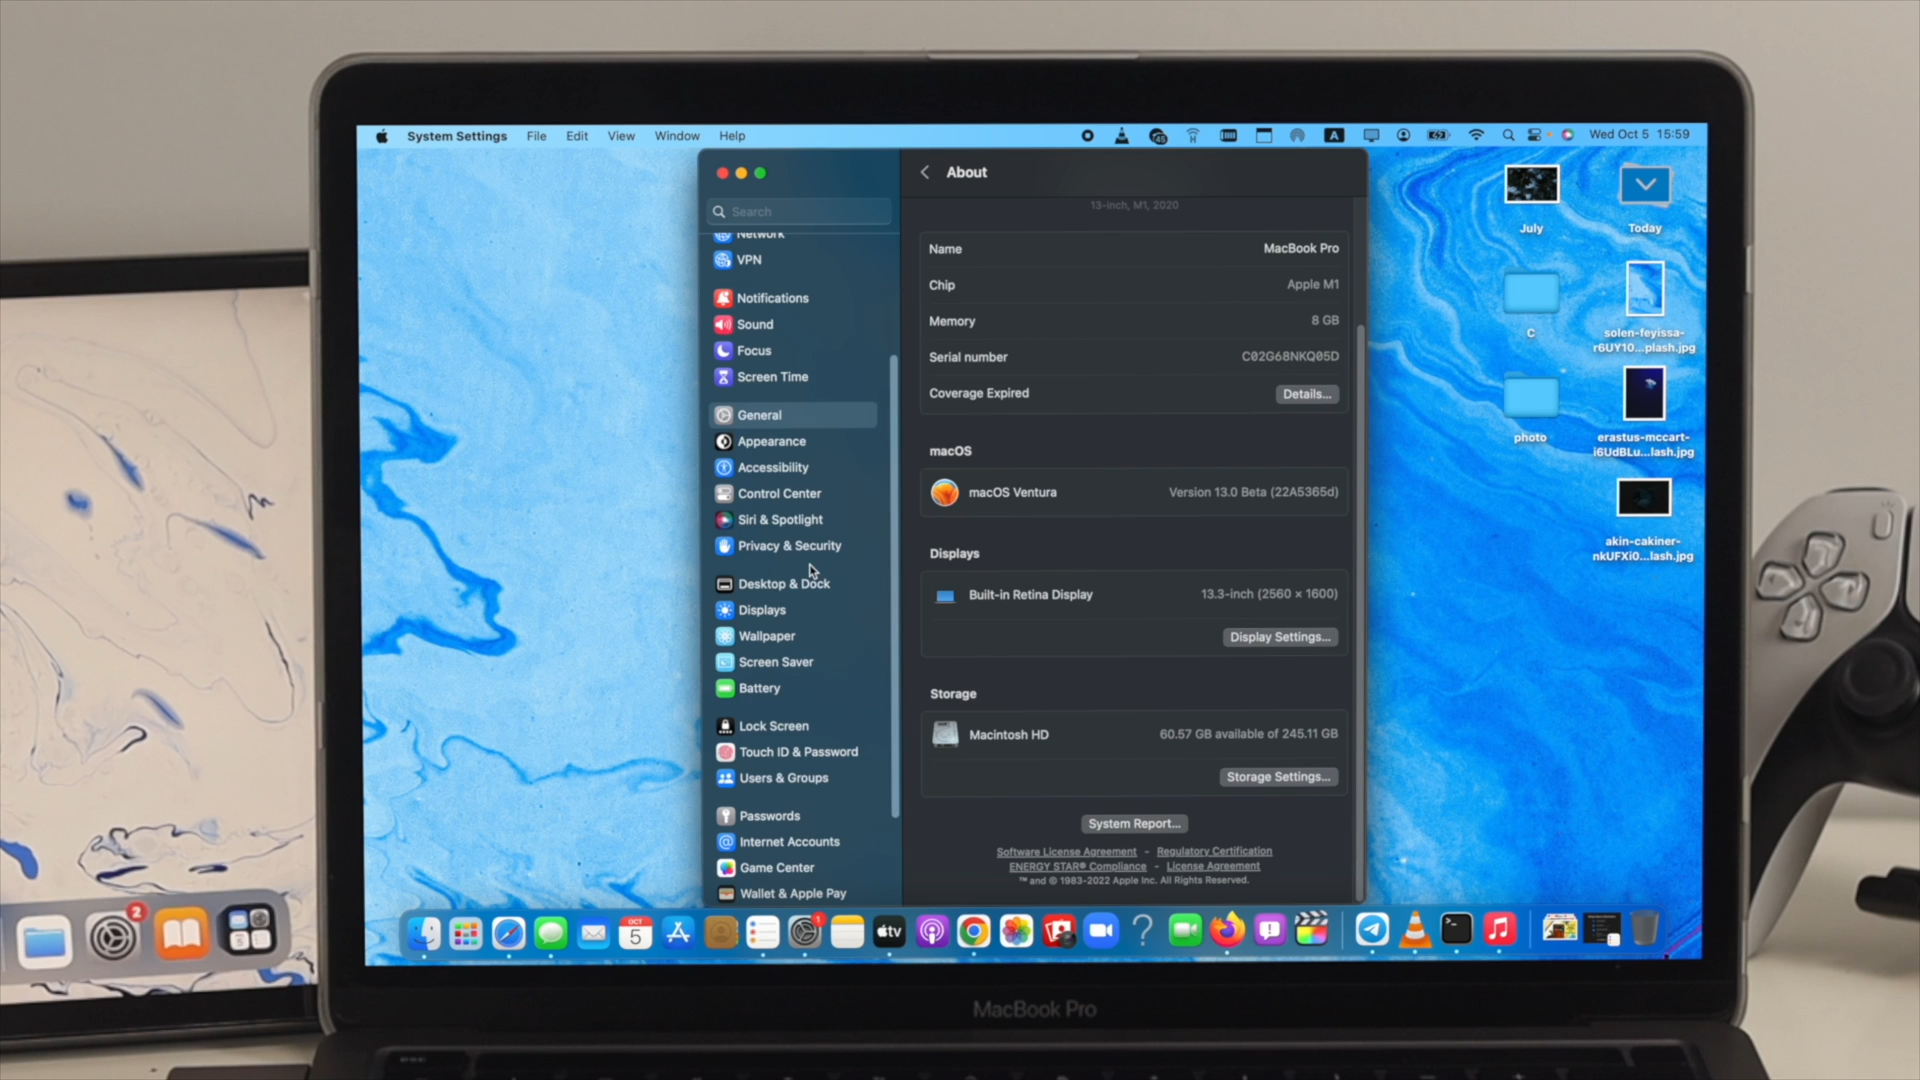 System Settings File Edit View Window Help
A
Wed Oct 5 15:59
About
Search
13-inch, M1, 2020
Network
VPN
Notifications
Sound
Focus
Screen Time
General
Appearance
Accessibility
Control Center
Siri & Spotlight
Privacy & Security
Desktop & Dock
Displays
Wallpaper
Screen Saver
Battery
Lock Screen
Touch ID & Password
Users & Groups
Passwords
Internet Accounts
Game Center
Wallet & Apple Pay
Name MacBook Pro
Chip Apple M1
Memory 8 GB
Serial number C02G68NKQ05D
Coverage Expired Details...
macOS
macOS Ventura Version 13.0 Beta (22A5365d)
Displays
Built-in Retina Display 13.3-inch (2560 × 1600)
Display Settings...
Storage
Macintosh HD 60.57 GB available of 245.11 GB
Storage Settings...
System Report...
Software License Agreement - Regulatory Certification
ENERGY STAR® Compliance - License Agreement
™ and © 1983-2022 Apple Inc. All Rights Reserved.
July
Today
C
solen-feyissa-
r6UY10...plash.jpg
photo
erastus-mccart-
i6UdBLu...lash.jpg
akin-cakiner-
nkUFXi0...lash.jpg
2
OCT
5
1
tv
MacBook Pro